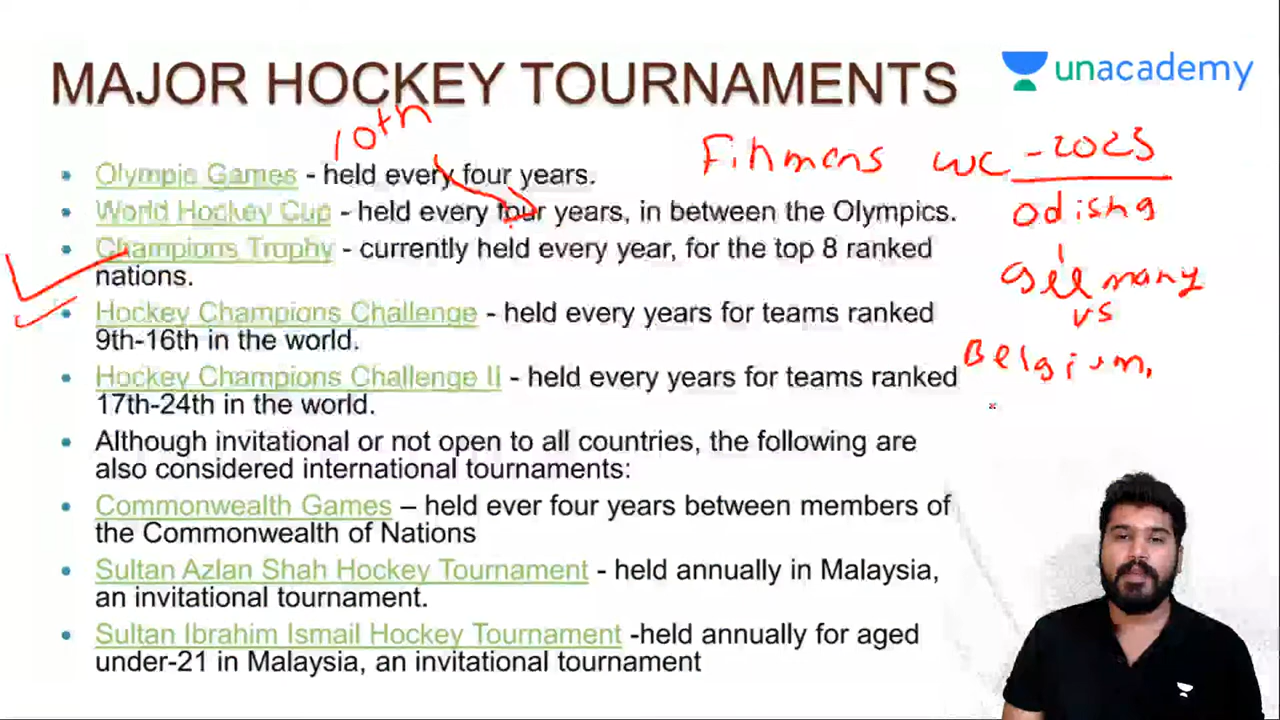 MAJOR HOCKEY TOURNAMENTS
unacademy
10th
Fihmens WC - 2023
Odisha
Germany
vs
Belgium,
Olympic Games - held every four years.
World Hockey Cup - held every four years, in between the Olympics.
Champions Trophy - currently held every year, for the top 8 ranked
nations.
Hockey Champions Challenge - held every years for teams ranked
9th-16th in the world.
Hockey Champions Challenge II - held every years for teams ranked
17th-24th in the world.
Although invitational or not open to all countries, the following are
also considered international tournaments:
Commonwealth Games – held ever four years between members of
the Commonwealth of Nations
Sultan Azlan Shah Hockey Tournament - held annually in Malaysia,
an invitational tournament.
Sultan Ibrahim Ismail Hockey Tournament -held annually for aged
under-21 in Malaysia, an invitational tournament